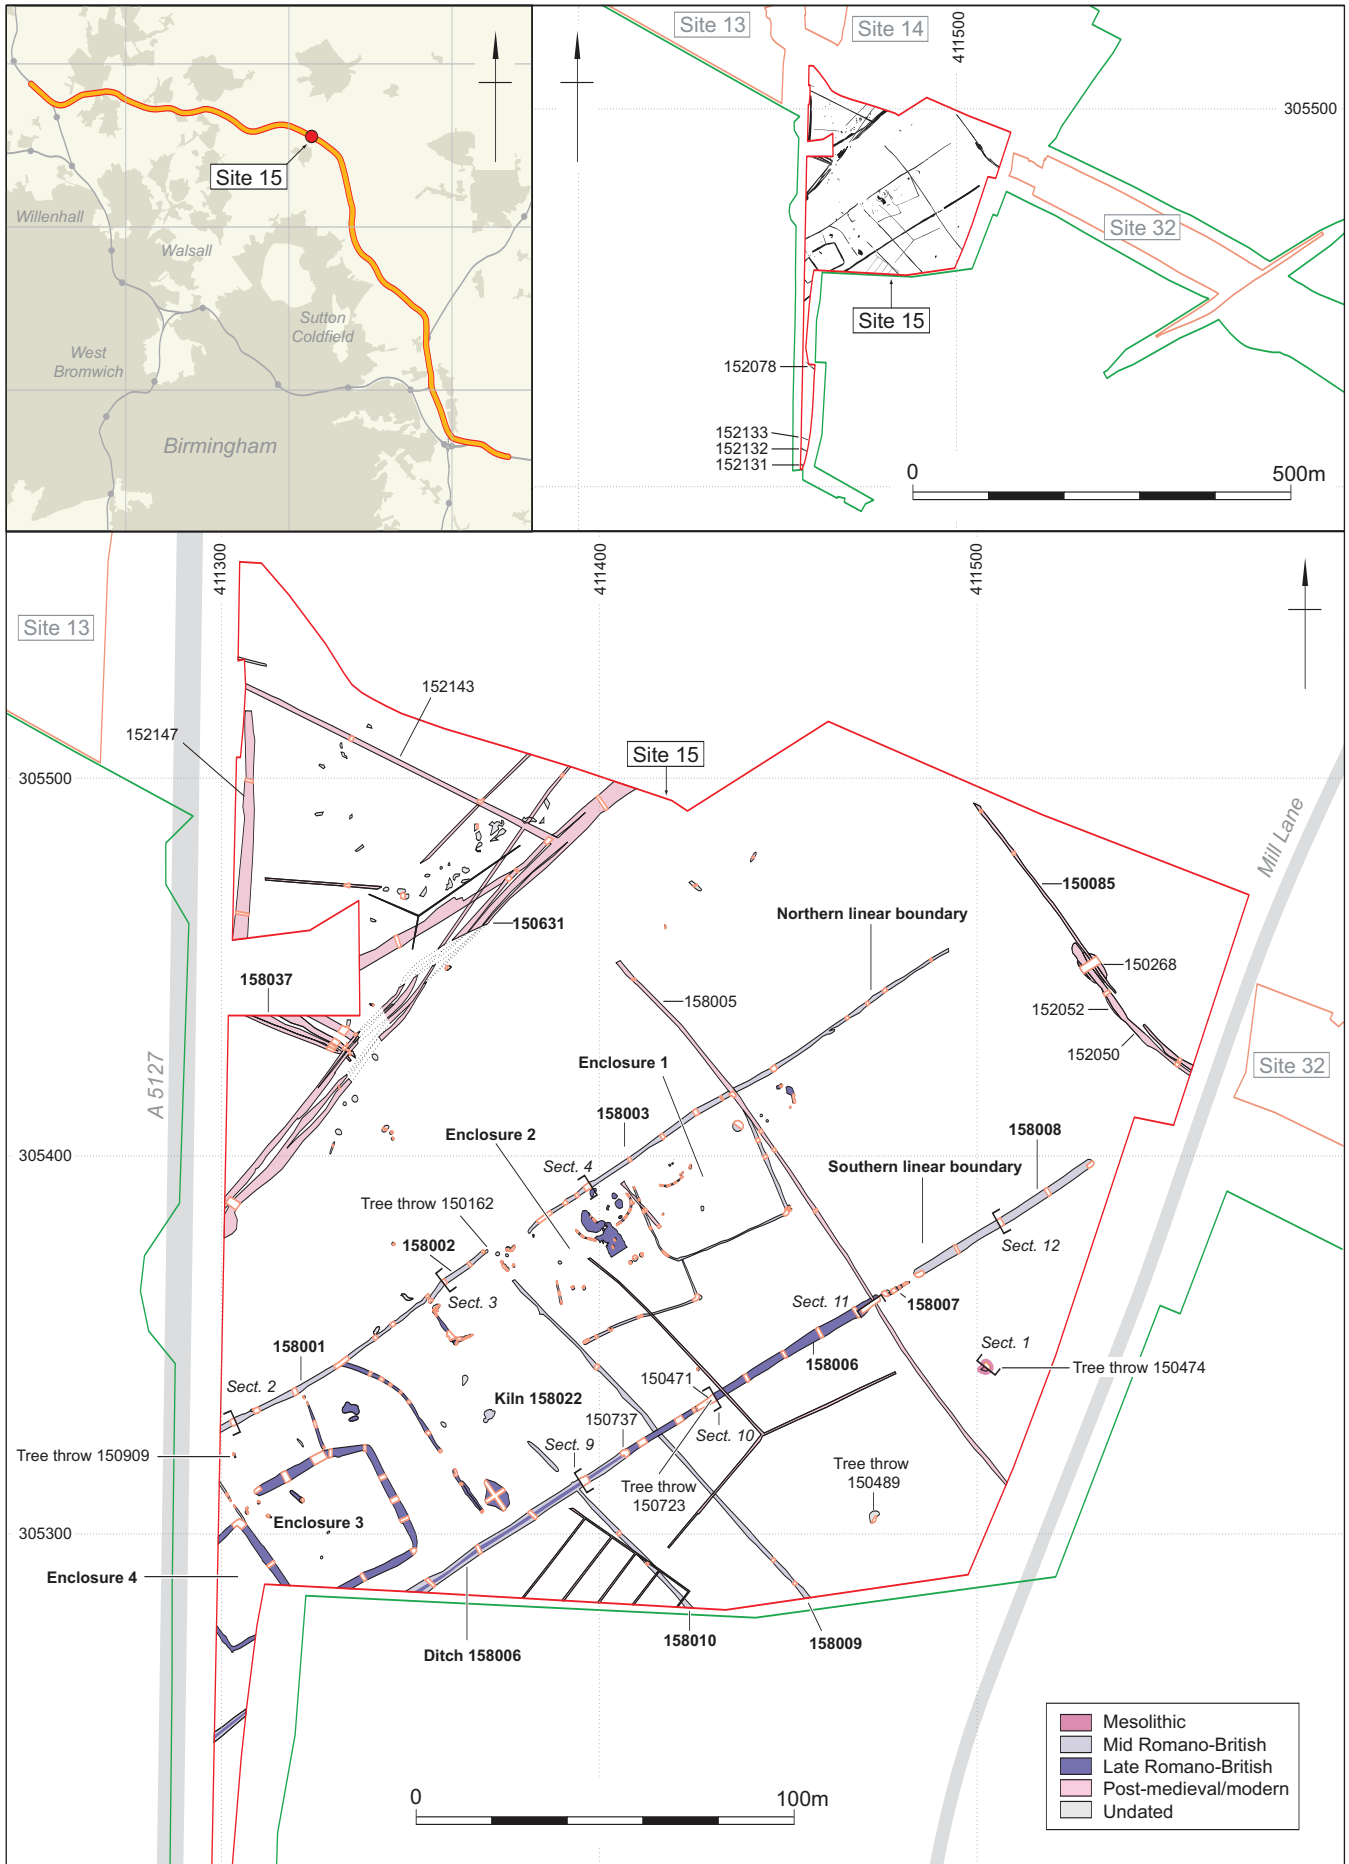 Site 15
Willenhall
Walsall
Sutton
Coldfield
West
Bromwich
Birmingham
Site 13
Site 14
411500
305500
Site 32
Site 15
152078
152133
152132
152131
0
500m
411300
411400
411500
Site 13
152143
152147
Site 15
305500
Mill Lane
150085
Northern linear boundary
150631
150268
158037
158005
152052
152050
A 5127
Enclosure 1
Site 32
158003
Enclosure 2
158008
305400
Sect. 4
Southern linear boundary
Tree throw 150162
158002
Sect. 12
Sect. 3
Sect. 11
158007
158001
Sect. 1
158006
Tree throw 150474
Sect. 2
150471
Kiln 158022
150737
Sect. 10
Sect. 9
Tree throw 150909
Tree throw
150489
Tree throw
150723
Enclosure 3
305300
Enclosure 4
158010
158009
Ditch 158006
Mesolithic
Mid Romano-British
Late Romano-British
Post-medieval/modern
Undated
0
100m